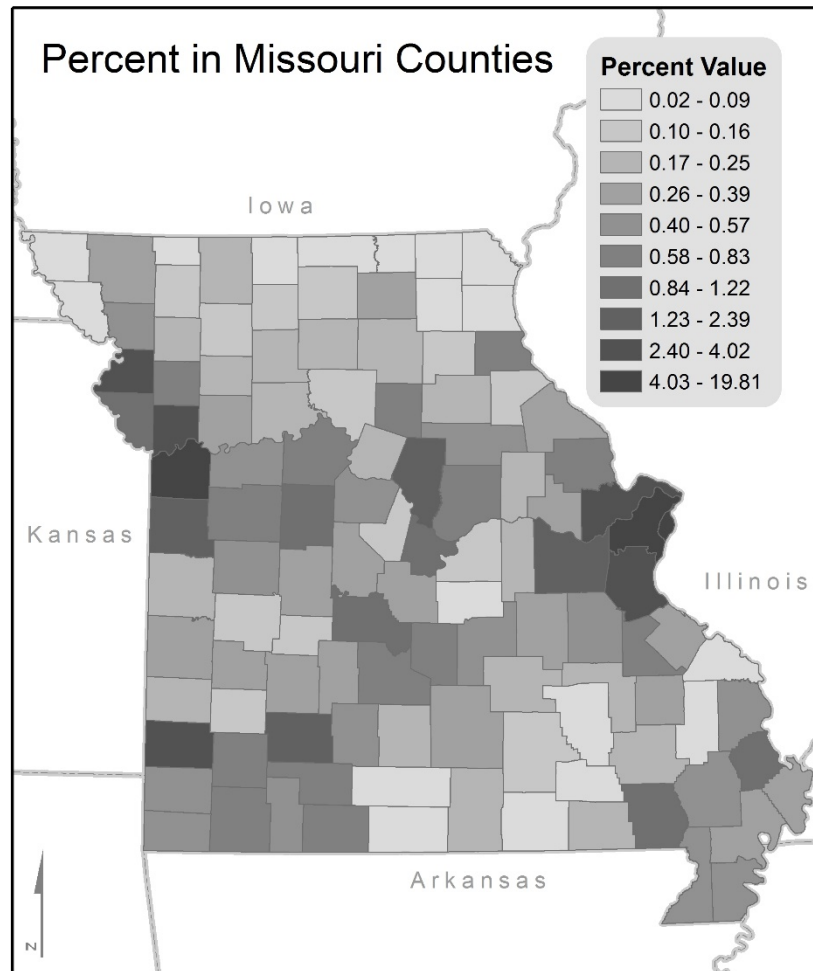 Percent in Missouri Counties
Percent Value
0.02 - 0.09
0.10 - 0.16
0.17 - 0.25
0.26 - 0.39
0.40 - 0.57
0.58 - 0.83
0.84 - 1.22
1.23 - 2.39
2.40 - 4.02
4.03 - 19.81
Iowa
Kansas
Illinois
Arkansas
N